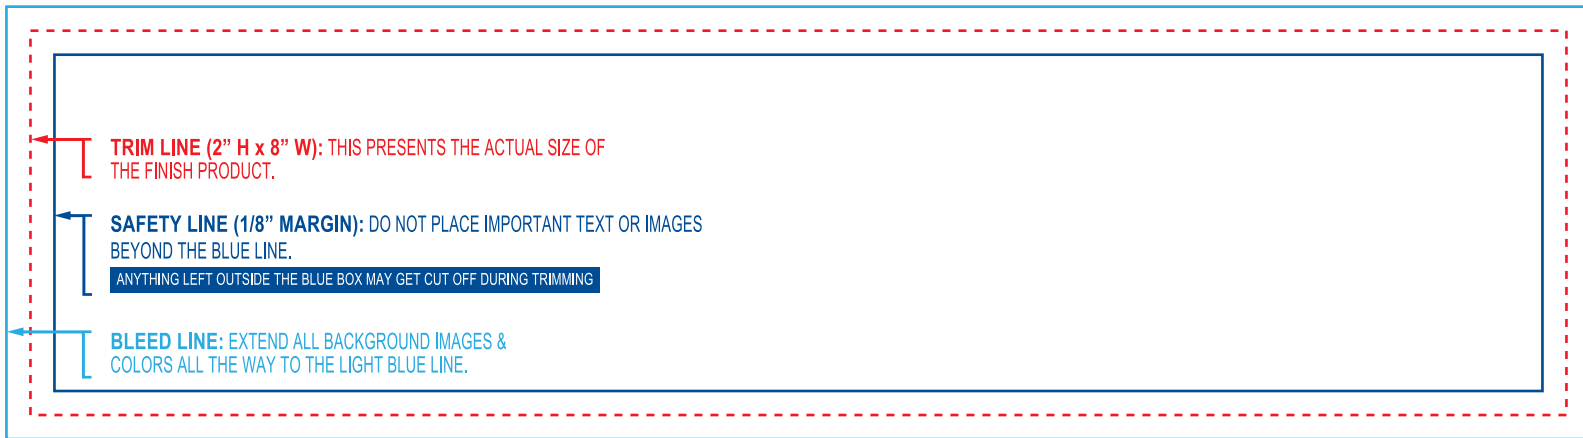 TRIM LINE (2” H x 8” W): THIS PRESENTS THE ACTUAL SIZE OF
THE FINISH PRODUCT.
SAFETY LINE (1/8” MARGIN): DO NOT PLACE IMPORTANT TEXT OR IMAGES
BEYOND THE BLUE LINE.
ANYTHING LEFT OUTSIDE THE BLUE BOX MAY GET CUT OFF DURING TRIMMING
BLEED LINE: EXTEND ALL BACKGROUND IMAGES &
COLORS ALL THE WAY TO THE LIGHT BLUE LINE.